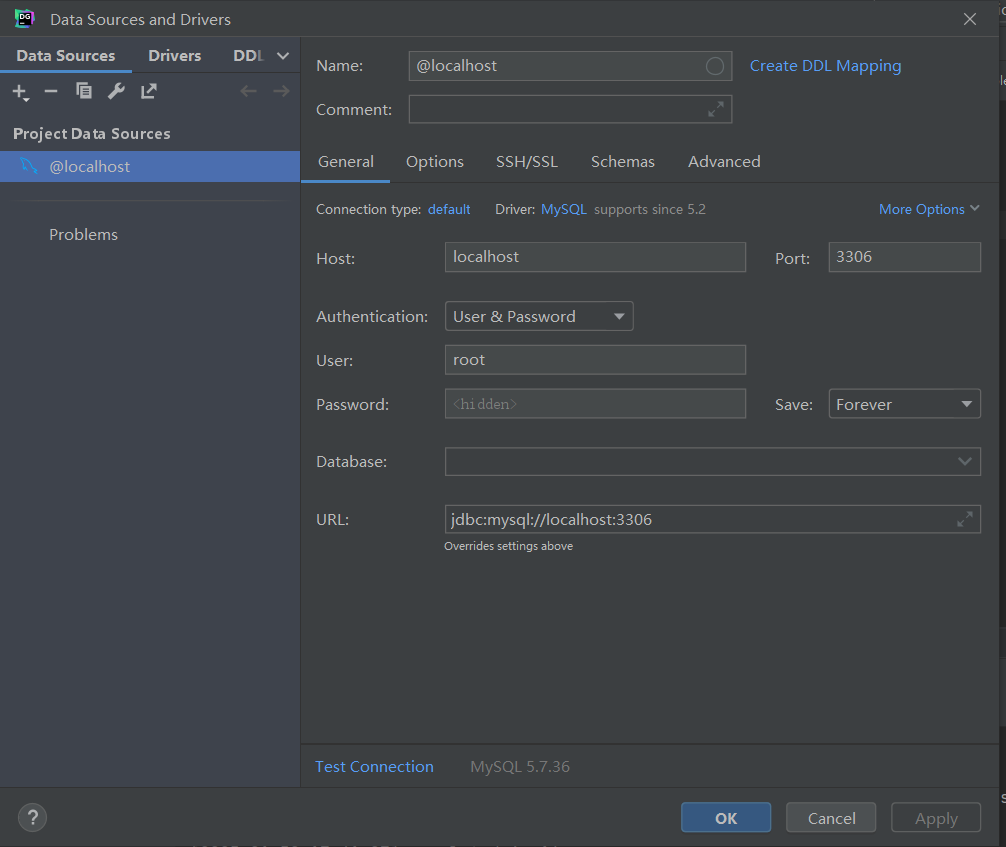 Data Sources and Drivers
Data Sources Drivers DDL
Project Data Sources
@localhost
Problems
Name: @localhost Create DDL Mapping
Comment:
General Options SSH/SSL Schemas Advanced
Connection type: default Driver: MySQL supports since 5.2 More Options
Host: localhost Port: 3306
Authentication: User & Password
User: root
Password: <hidden> Save: Forever
Database:
URL: jdbc:mysql://localhost:3306
Overrides settings above
Test Connection MySQL 5.7.36
? OK Cancel Apply